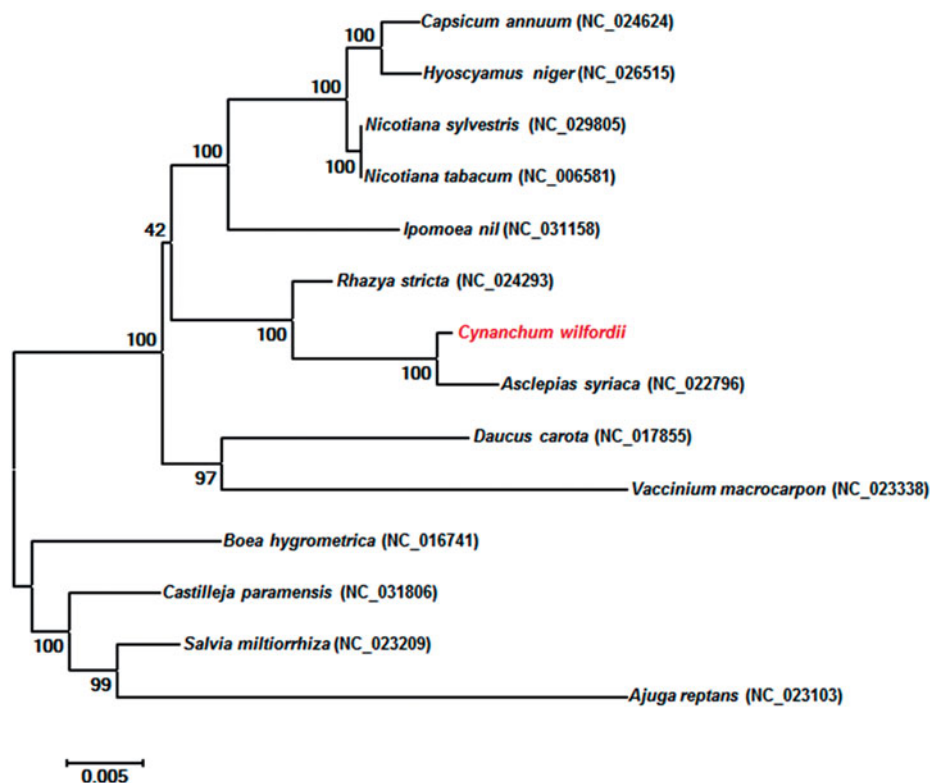 Capsicum annuum (NC_024624)
100
Hyoscyamus niger (NC_026515)
100
Nicotiana sylvestris (NC_029805)
100
100
Nicotiana tabacum (NC_006581)
42
Ipomoea nil (NC_031158)
Rhazya stricta (NC_024293)
100
100
Cynanchum wilfordii
100
Asclepias syriaca (NC_022796)
Daucus carota (NC_017855)
97
Vaccinium macrocarpon (NC_023338)
Boea hygrometrica (NC_016741)
Castilleja paramensis (NC_031806)
100
Salvia miltiorrhiza (NC_023209)
99
Ajuga reptans (NC_023103)
0.005